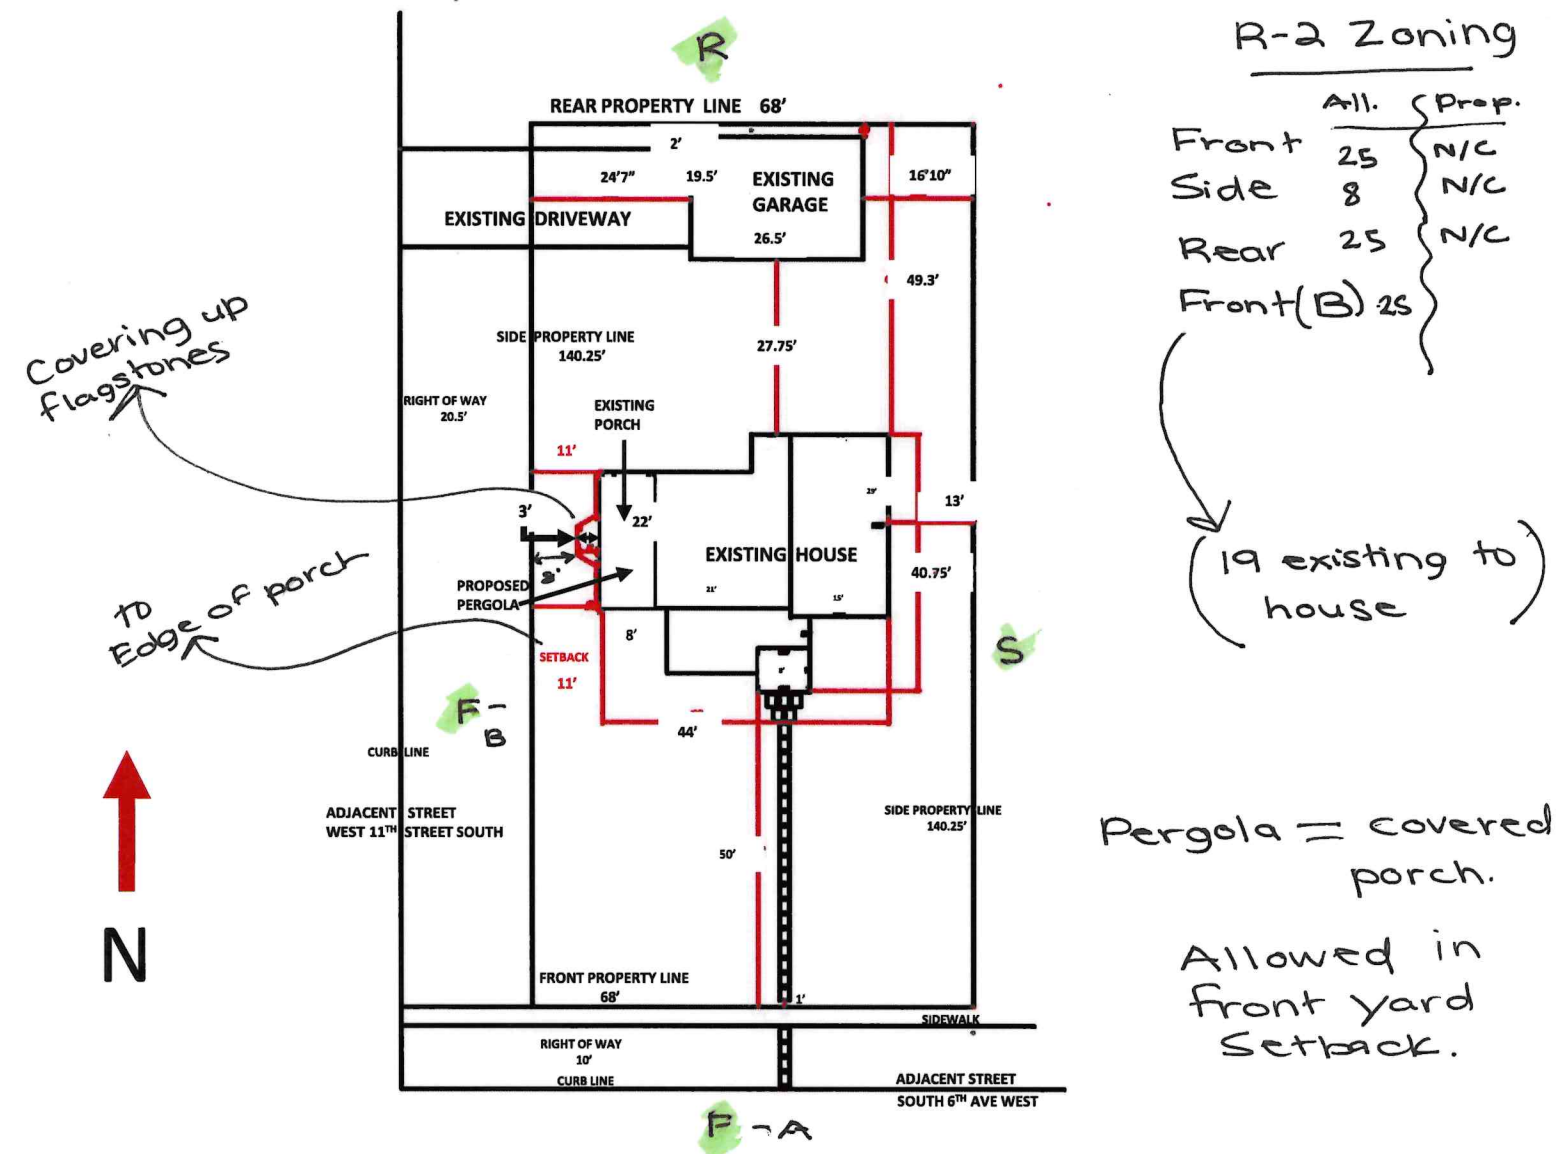 R
R-2 Zoning
All. Prop.
Front 25 N/C
Side 8 N/C
Rear 25 N/C
Front(B) 25
(19 existing to
house)
REAR PROPERTY LINE 68'
2'
24'7" 19.5' EXISTING
GARAGE
16'10"
EXISTING DRIVEWAY
26.5'
49.3'
Covering up
flagstones
SIDE PROPERTY LINE
140.25'
27.75'
RIGHT OF WAY
20.5'
EXISTING
PORCH
11'
3'
22'
13'
EXISTING HOUSE
40.75'
PROPOSED
PERGOLA
21'
15'
to
Edge of porch
8'
SETBACK
11'
S
F-
B
44'
CURB LINE
ADJACENT STREET
WEST 11TH STREET SOUTH
SIDE PROPERTY LINE
140.25'
50'
Pergola = covered
porch.
Allowed in
front yard
Setback.
N
FRONT PROPERTY LINE
68'
1'
SIDEWALK
RIGHT OF WAY
10'
CURB LINE
ADJACENT STREET
SOUTH 6TH AVE WEST
F-A